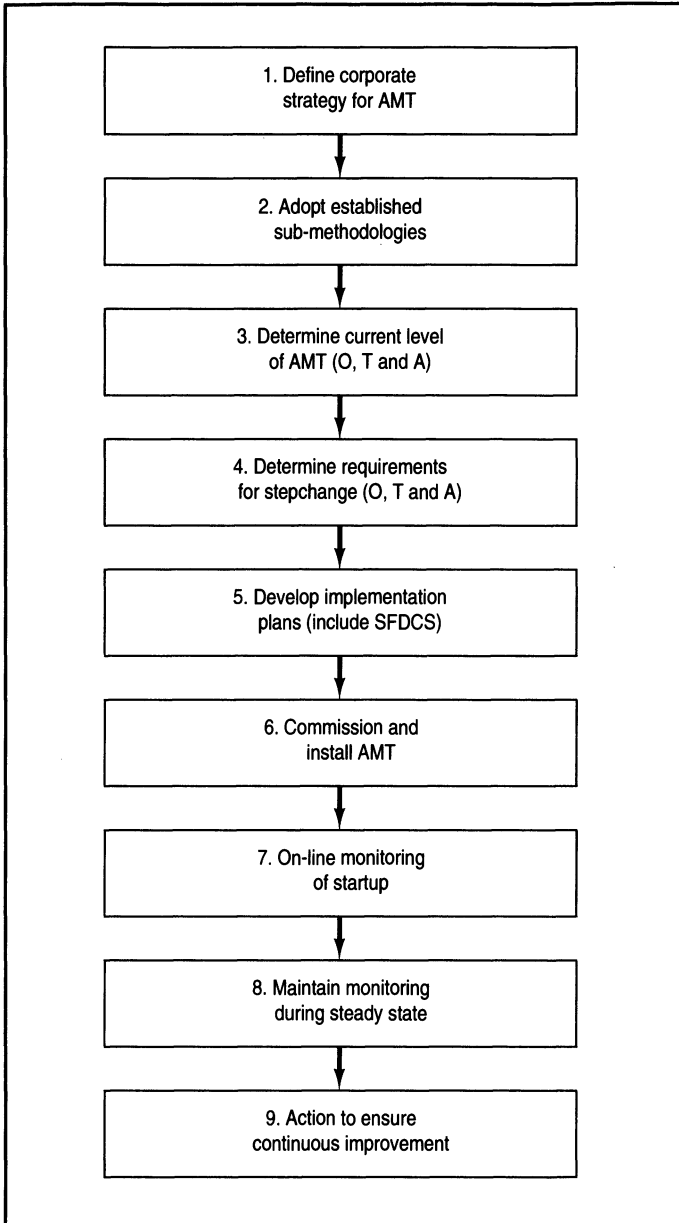 1. Define corporate
strategy for AMT
2. Adopt established
sub-methodologies
3. Determine current level
of AMT (O, T and A)
4. Determine requirements
for stepchange (O, T and A)
5. Develop implementation
plans (include SFDCS)
6. Commission and
install AMT
7. On-line monitoring
of startup
8. Maintain monitoring
during steady state
9. Action to ensure
continuous improvement